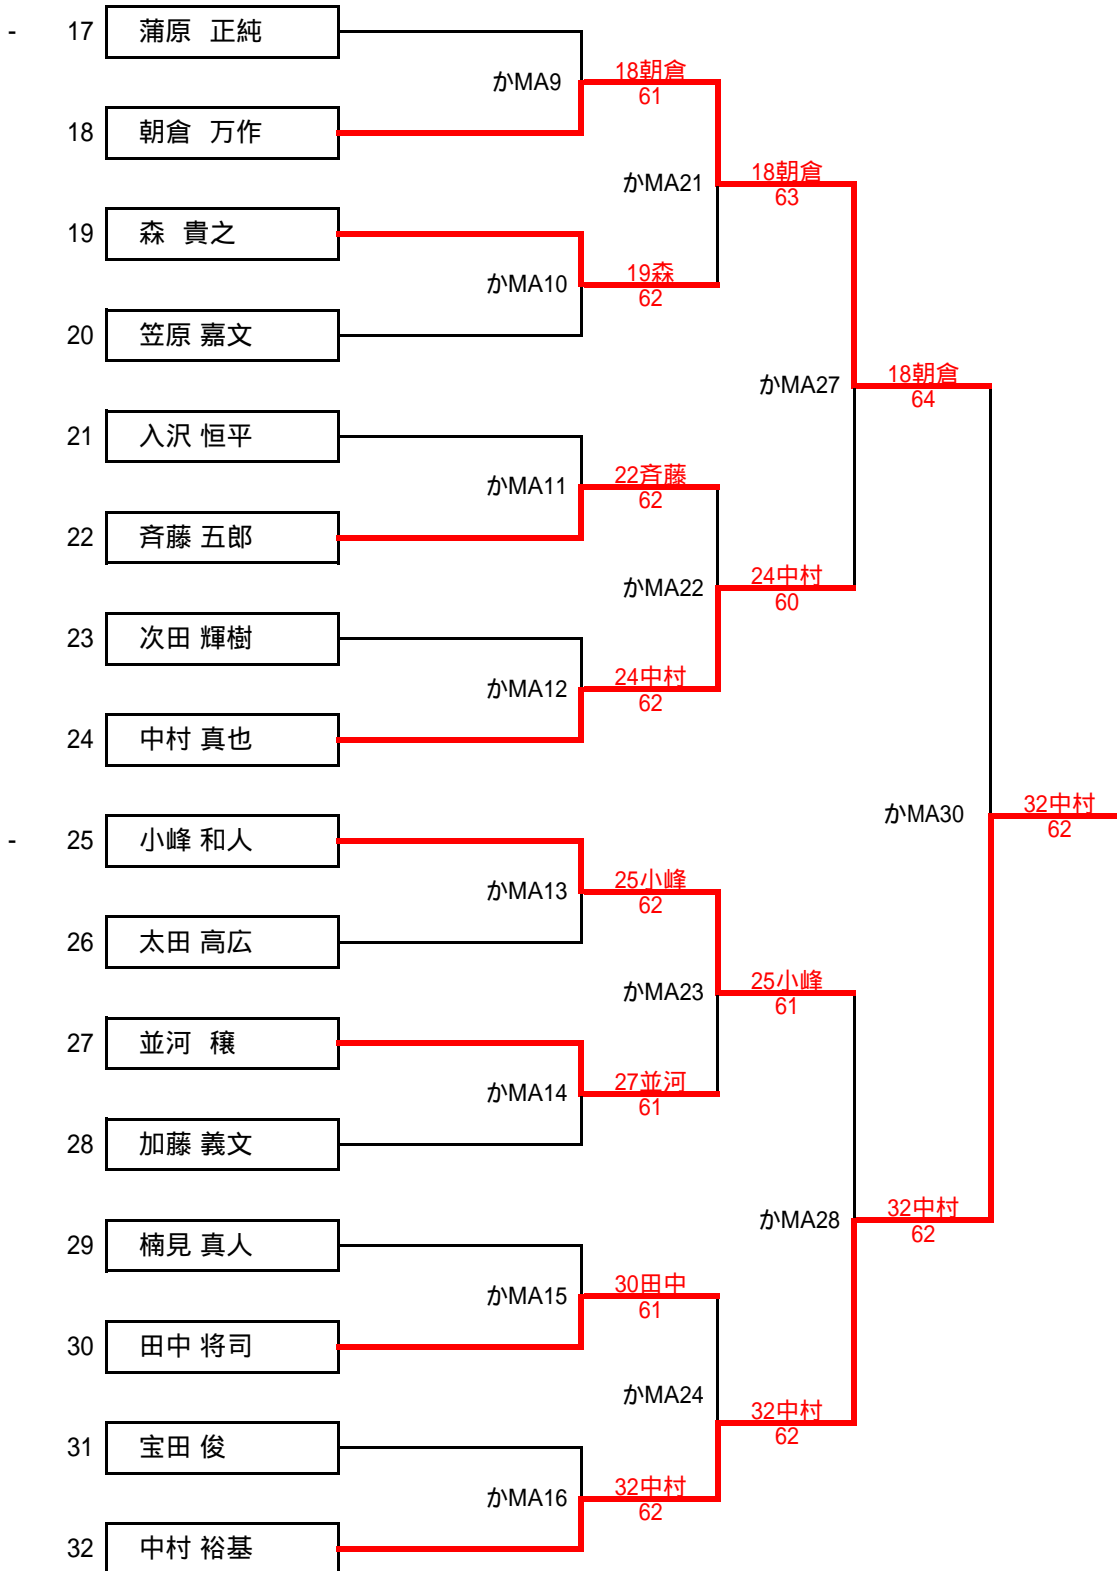 - 17 蒲原 正純
かMA9 18朝倉
61
18 朝倉 万作
かMA21 18朝倉
63
19 森 貴之
かMA10 19森
62
20 笠原 嘉文
かMA27 18朝倉
64
21 入沢 恒平
かMA11 22斉藤
62
22 斉藤 五郎
かMA22 24中村
60
23 次田 輝樹
かMA12 24中村
62
24 中村 真也
かMA30 32中村
62
- 25 小峰 和人
かMA13 25小峰
62
26 太田 高広
かMA23 25小峰
61
27 並河 穣
かMA14 27並河
61
28 加藤 義文
かMA28 32中村
62
29 楠見 真人
かMA15 30田中
61
30 田中 将司
かMA24 32中村
62
31 宝田 俊
かMA16 32中村
62
32 中村 裕基